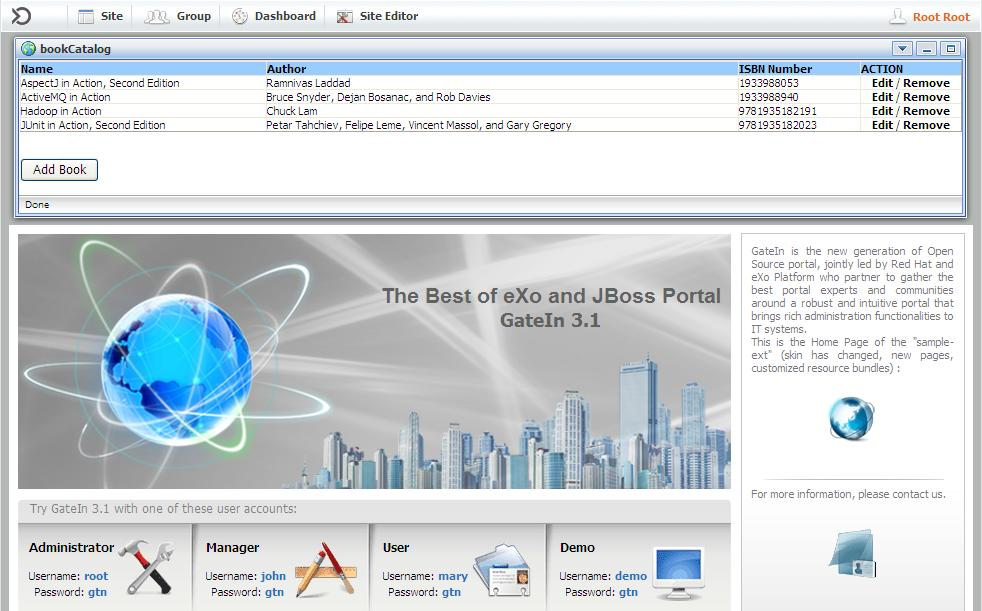 Site Group Dashboard Site Editor Root Root
bookCatalog
Name Author ISBN Number ACTION
AspectJ in Action, Second Edition Ramnivas Laddad 1933988053 Edit / Remove
ActiveMQ in Action Bruce Snyder, Dejan Bosanac, and Rob Davies 1933988940 Edit / Remove
Hadoop in Action Chuck Lam 9781935182191 Edit / Remove
JUnit in Action, Second Edition Petar Tahchiev, Felipe Leme, Vincent Massol, and Gary Gregory 9781935182023 Edit / Remove
Add Book
Done
The Best of eXo and JBoss Portal
GateIn 3.1
GateIn is the new generation of Open
Source portal, jointly led by Red Hat and
eXo Platform who partner to gather the
best portal experts and communities
around a robust and intuitive portal that
brings rich administration functionalities to
IT systems.
This is the Home Page of the "sample-
ext" (skin has changed, new pages,
customized resource bundles) :
For more information, please contact us.
Try GateIn 3.1 with one of these user accounts:
Administrator
Username: root
Password: gtn
Manager
Username: john
Password: gtn
User
Username: mary
Password: gtn
Demo
Username: demo
Password: gtn